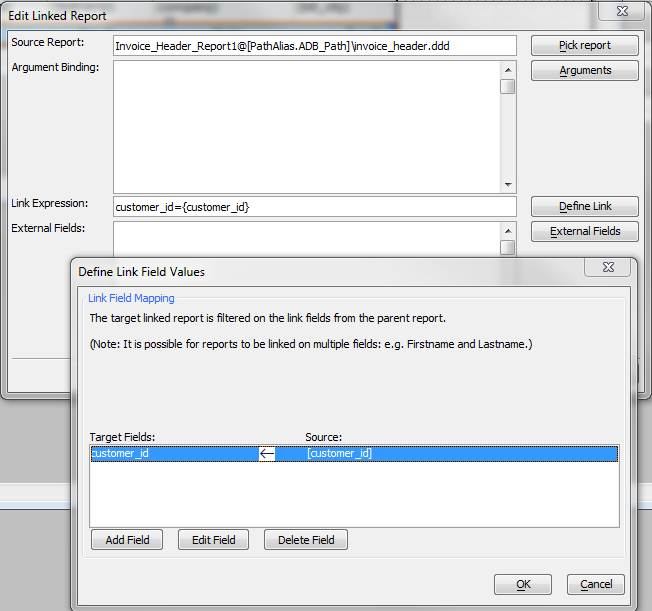 Edit Linked Report
Source Report:
Invoice_Header_Report1@[PathAlias.ADB_Path]\invoice_header.ddd
Pick report
Argument Binding:
Arguments
Link Expression:
customer_id={customer_id}
Define Link
External Fields:
External Fields
Define Link Field Values
Link Field Mapping
The target linked report is filtered on the link fields from the parent report.
(Note: It is possible for reports to be linked on multiple fields: e.g. Firstname and Lastname.)
Target Fields:
Source:
customer_id
[customer_id]
Add Field
Edit Field
Delete Field
OK
Cancel